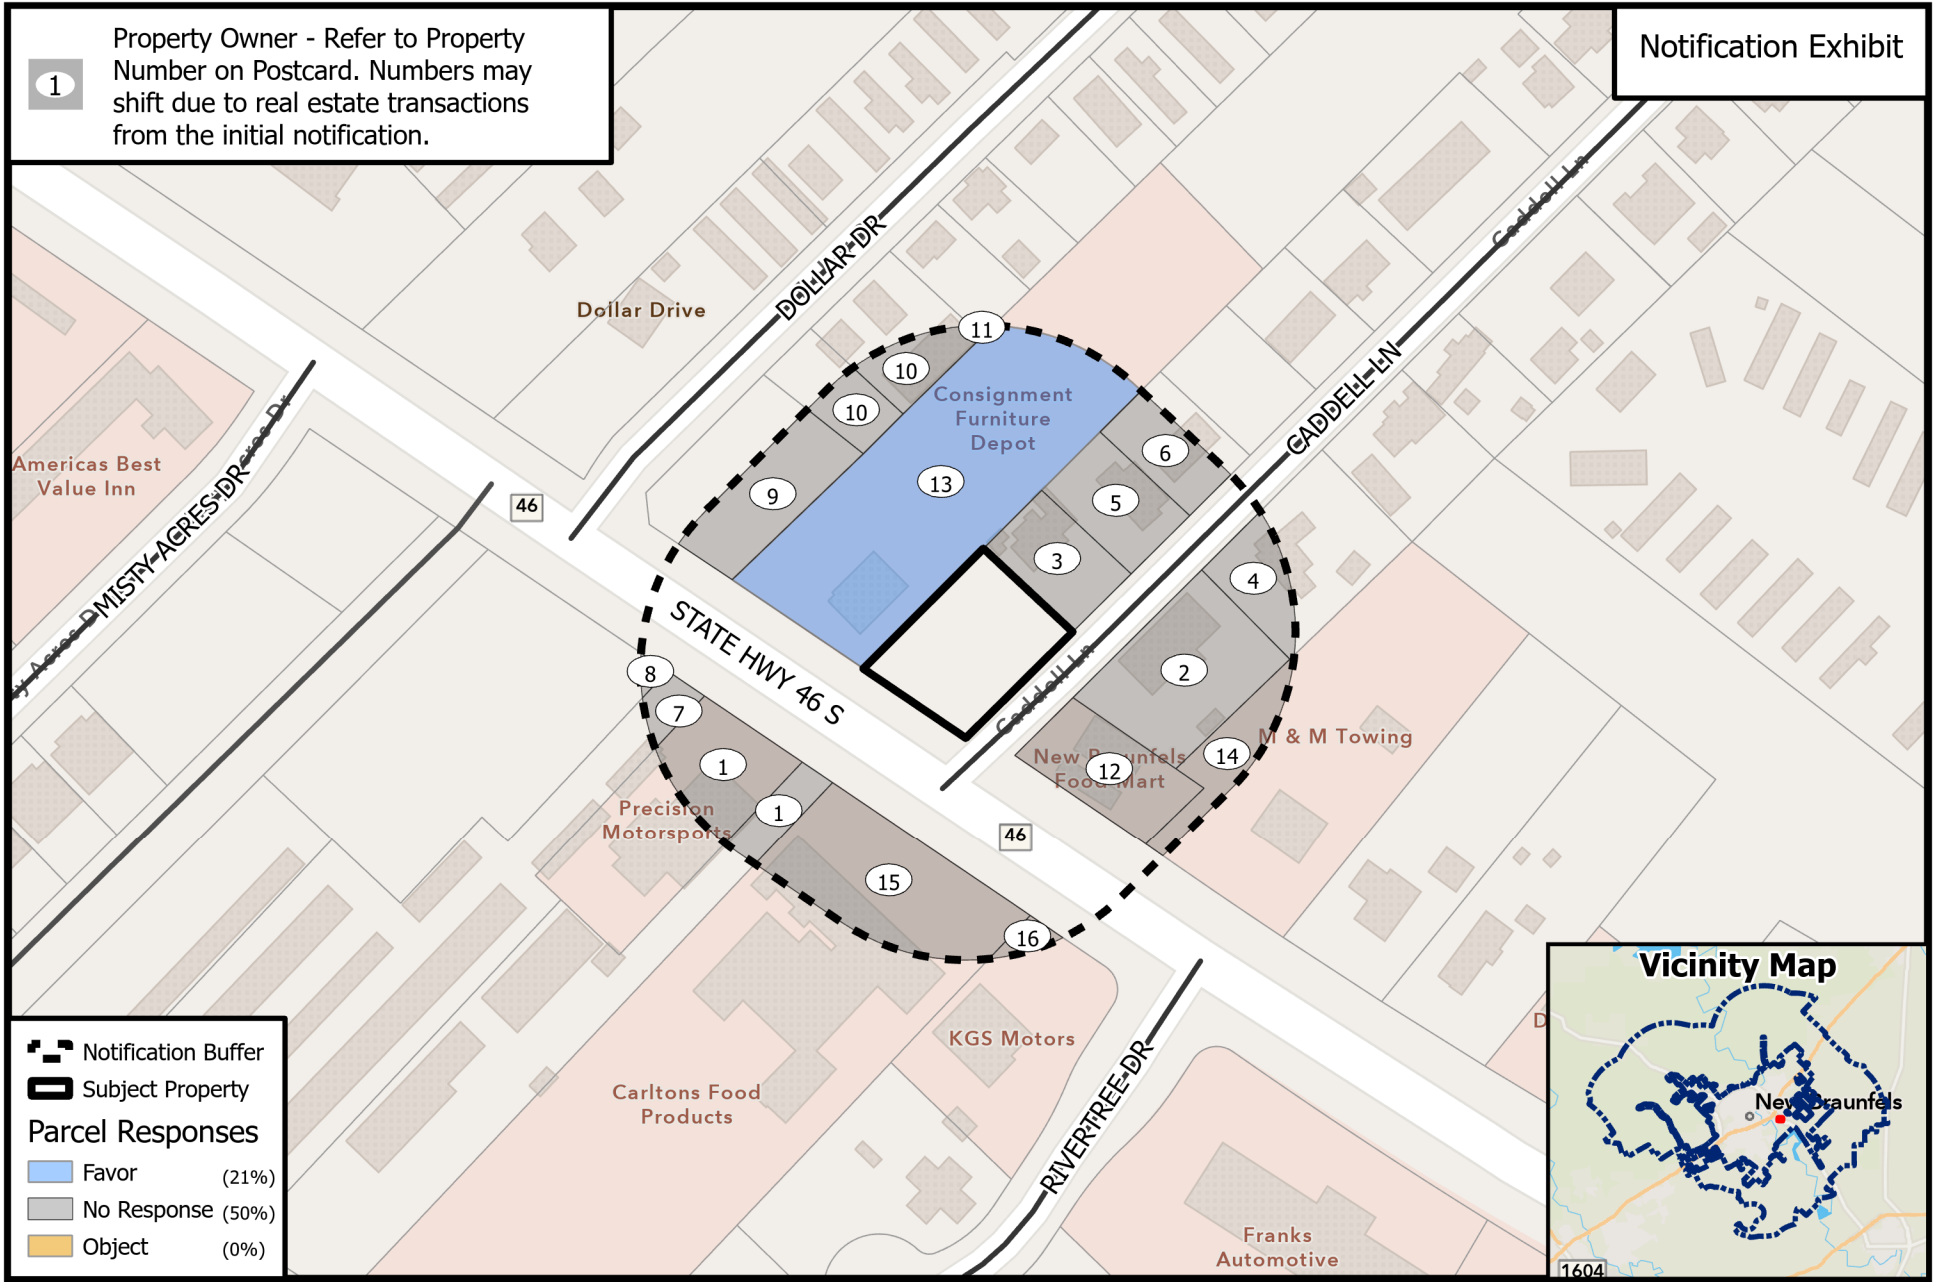 1
Property Owner - Refer to Property
Number on Postcard. Numbers may
shift due to real estate transactions
from the initial notification.
Notification Exhibit
Caddell Ln
DOLLAR DR
Dollar Drive
11
10
CADDELL LN
Consignment
Furniture
Depot
10
6
Americas Best
Value Inn
13
9
5
46
MISTY ACRES DR
3
4
STATE HWY 46 S
8
2
Caddell Ln
7
M & M Towing
New Braunfels
Food Mart
14
12
1
Precision
Motorsports
1
46
15
16
KGS Motors
Carltons Food
Products
RIVERTREE DR
Franks
Automotive
D
Notification Buffer
Subject Property
Parcel Responses
Favor (21%)
No Response (50%)
Object (0%)
Vicinity Map
New Braunfels
1604